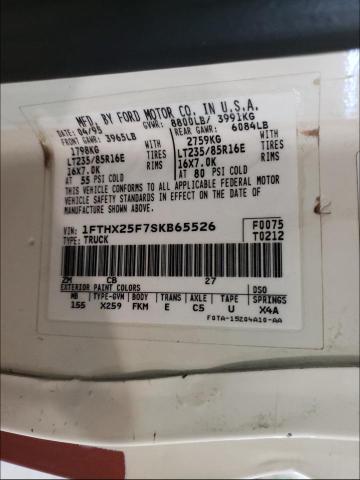 MFD. BY FORD MOTOR CO. IN U.S.A.
DATE: 04/95 GVWR: 8800LB/ 3991KG
FRONT GAWR: 3965LB REAR GAWR: 6084LB
1798KG WITH 2759KG WITH
LT235/85R16E TIRES LT235/85R16E TIRES
16X7.0K RIMS 16X7.0K RIMS
AT 55 PSI COLD AT 80 PSI COLD
THIS VEHICLE CONFORMS TO ALL APPLICABLE FEDERAL MOTOR
VEHICLE SAFETY STANDARDS IN EFFECT ON THE DATE OF
MANUFACTURE SHOWN ABOVE.
VIN: 1FTHX25F7SKB65526 F0075
TYPE: TRUCK T0212
ZM CB 27
EXTERIOR PAINT COLORS DSO
WB TYPE-GVM BODY TRANS AXLE TAPE SPRINGS
155 X259 FKM E C5 U X4A
F0TA-15204A10-AA